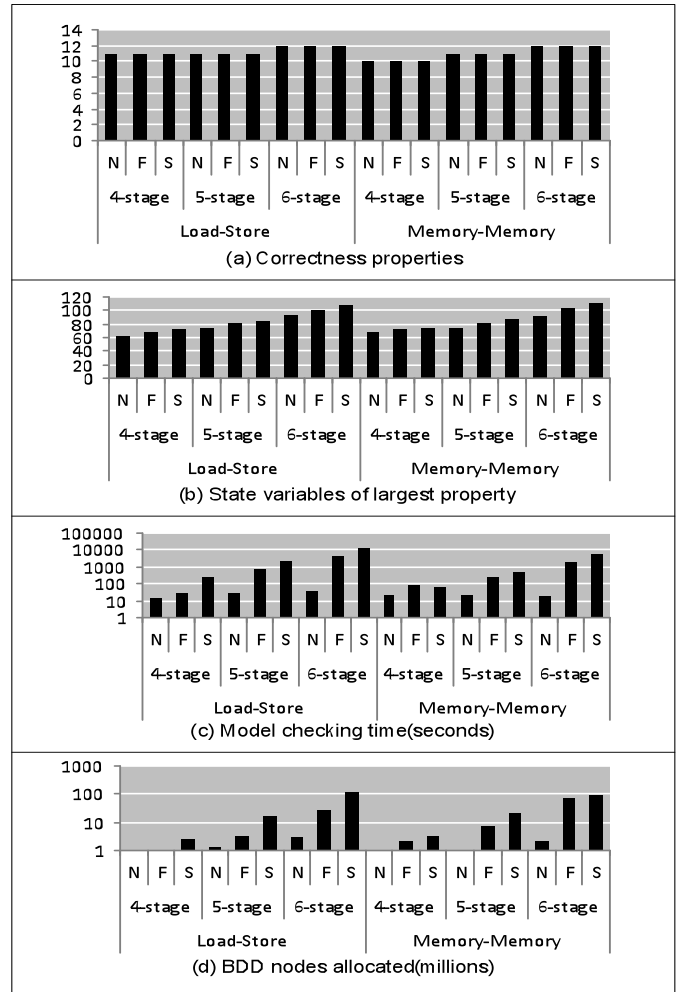 14
12
10
8
6
4
2
0
N F S N F S N F S N F S N F S N F S
4-stage 5-stage 6-stage 4-stage 5-stage 6-stage
Load-Store Memory-Memory
(a) Correctness properties
120
100
80
60
40
20
0
N F S N F S N F S N F S N F S N F S
4-stage 5-stage 6-stage 4-stage 5-stage 6-stage
Load-Store Memory-Memory
(b) State variables of largest property
100000
10000
1000
100
10
1
N F S N F S N F S N F S N F S N F S
4-stage 5-stage 6-stage 4-stage 5-stage 6-stage
Load-Store Memory-Memory
(c) Model checking time(seconds)
1000
100
10
1
N F S N F S N F S N F S N F S N F S
4-stage 5-stage 6-stage 4-stage 5-stage 6-stage
Load-Store Memory-Memory
(d) BDD nodes allocated(millions)